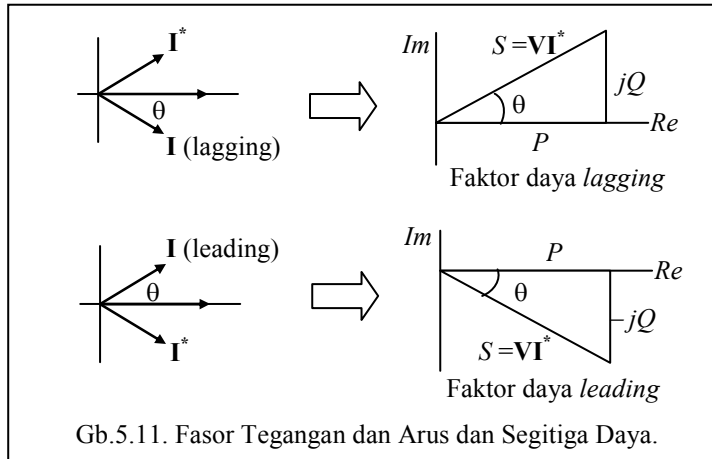 I*
θ
I (lagging)
Im
S =VI*
jQ
θ
Re
P
Faktor daya lagging
I (leading)
θ
I*
Im
P
Re
θ
–jQ
S =VI*
Faktor daya leading
Gb.5.11. Fasor Tegangan dan Arus dan Segitiga Daya.